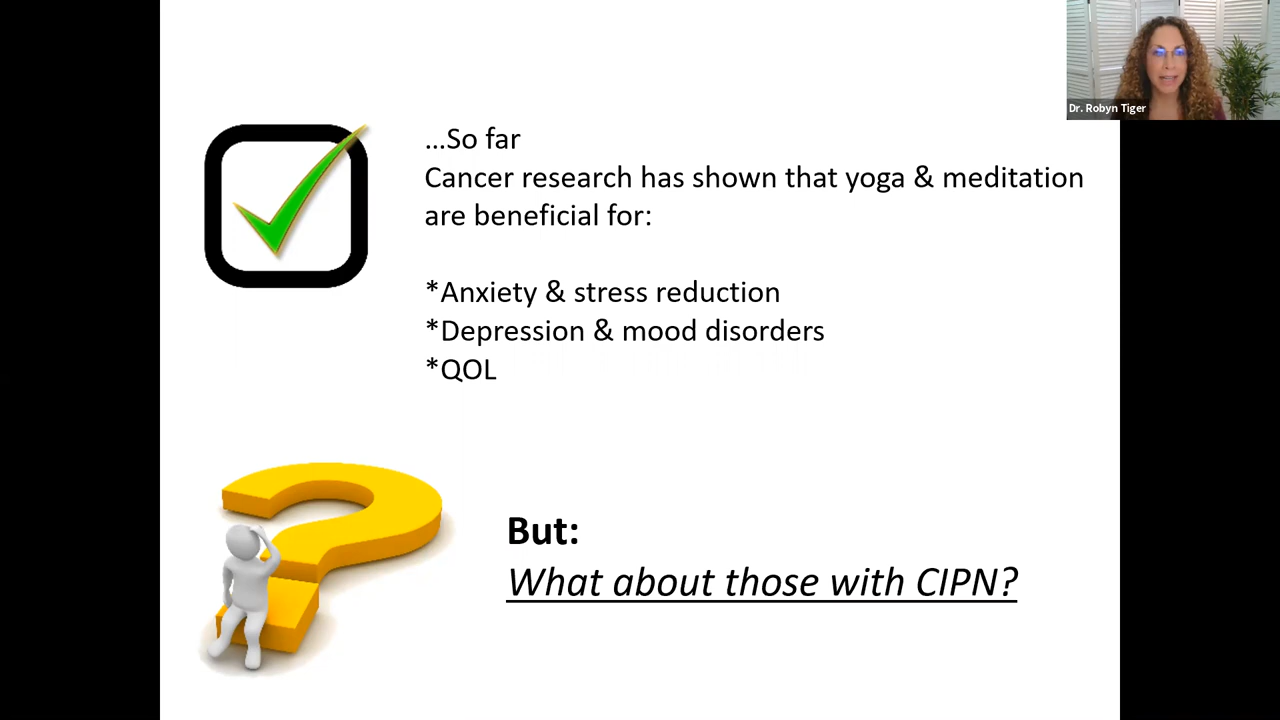 Dr. Robyn Tiger
...So far
Cancer research has shown that yoga & meditation
are beneficial for:
*Anxiety & stress reduction
*Depression & mood disorders
*QOL
But:
What about those with CIPN?